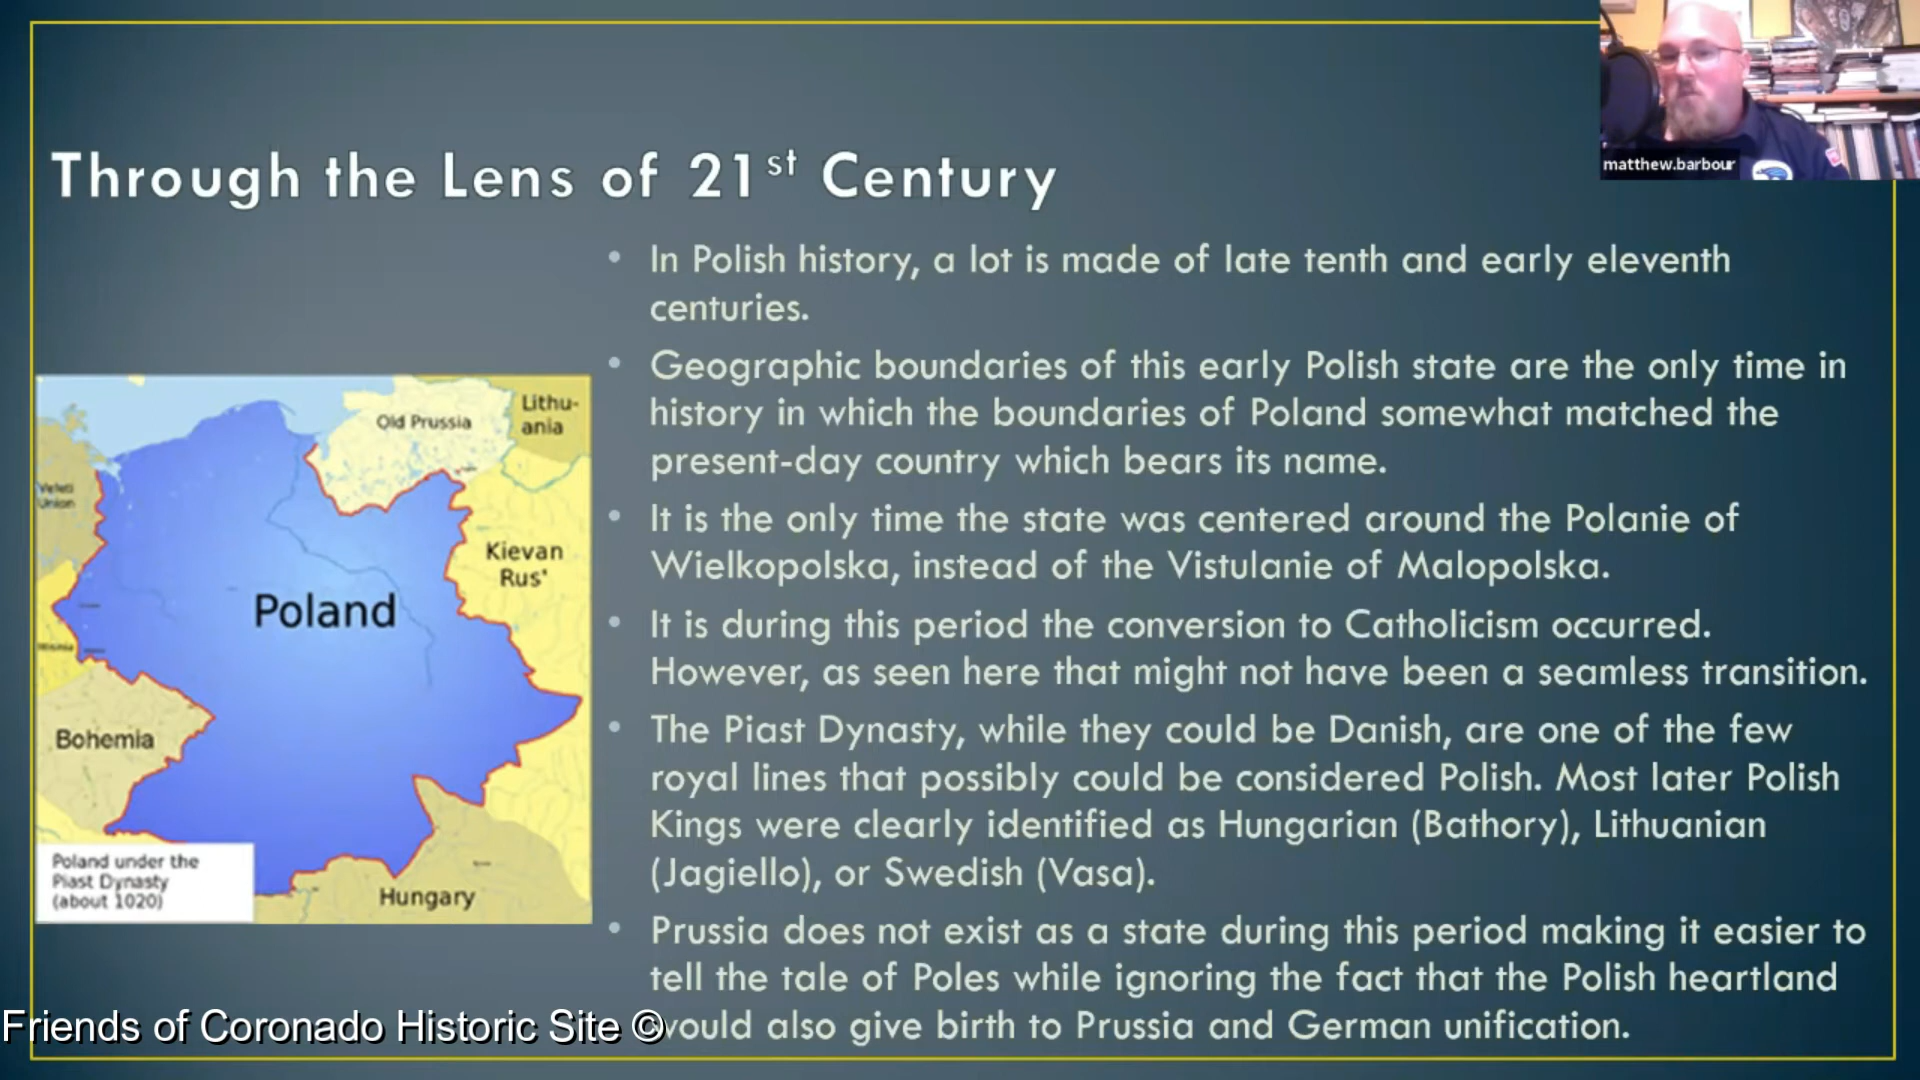 matthew.barbour
Through the Lens of 21st Century
• In Polish history, a lot is made of late tenth and early eleventh
centuries.
• Geographic boundaries of this early Polish state are the only time in
history in which the boundaries of Poland somewhat matched the
present-day country which bears its name.
• It is the only time the state was centered around the Polanie of
Wielkopolska, instead of the Vistulanie of Malopolska.
• It is during this period the conversion to Catholicism occurred.
However, as seen here that might not have been a seamless transition.
• The Piast Dynasty, while they could be Danish, are one of the few
royal lines that possibly could be considered Polish. Most later Polish
Kings were clearly identified as Hungarian (Bathory), Lithuanian
(Jagiello), or Swedish (Vasa).
• Prussia does not exist as a state during this period making it easier to
tell the tale of Poles while ignoring the fact that the Polish heartland
would also give birth to Prussia and German unification.
Old Prussia
Lithu-
ania
Veleti
Union
Kievan
Rus'
Poland
Bohemia
Hungary
Poland under the
Piast Dynasty
(about 1020)
Friends of Coronado Historic Site ©